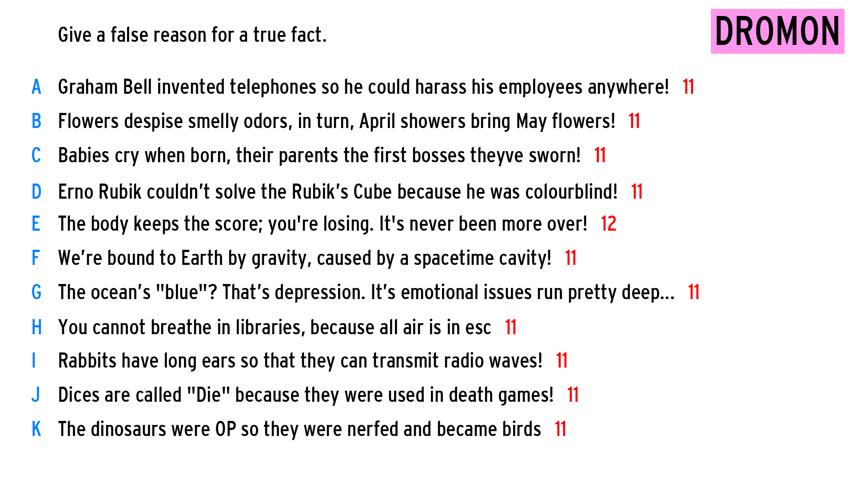 Give a false reason for a true fact.
DROMON
A Graham Bell invented telephones so he could harass his employees anywhere! 11
B Flowers despise smelly odors, in turn, April showers bring May flowers! 11
C Babies cry when born, their parents the first bosses theyve sworn! 11
D Erno Rubik couldn't solve the Rubik's Cube because he was colourblind! 11
E The body keeps the score; you're losing. It's never been more over! 12
F We're bound to Earth by gravity, caused by a spacetime cavity! 11
G The ocean's "blue"? That's depression. It's emotional issues run pretty deep... 11
H You cannot breathe in libraries, because all air is in esc 11
I Rabbits have long ears so that they can transmit radio waves! 11
J Dices are called "Die" because they were used in death games! 11
K The dinosaurs were OP so they were nerfed and became birds 11